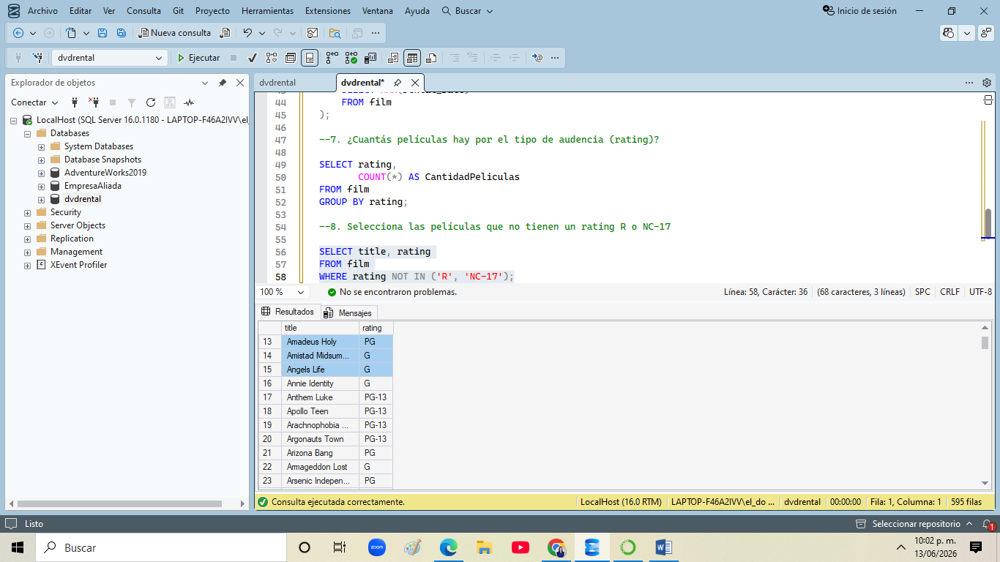 Archivo Editar Ver Consulta Git Proyecto Herramientas Extensiones Ventana Ayuda Buscar Inicio de sesión
Nueva consulta
dvdrental Ejecutar
Explorador de objetos
Conectar
LocalHost (SQL Server 16.0.1180 - LAPTOP-F46A2IVV\el_
Databases
System Databases
Database Snapshots
AdventureWorks2019
EmpresaAliada
dvdrental
Security
Server Objects
Replication
Management
XEvent Profiler
dvdrental dvdrental*
44 FROM film
45 );
46
47 --7. ¿Cuantás películas hay por el tipo de audencia (rating)?
48
49 SELECT rating,
50 COUNT(*) AS CantidadPeliculas
51 FROM film
52 GROUP BY rating;
53
54 --8. Selecciona las películas que no tienen un rating R o NC-17
55
56 SELECT title, rating
57 FROM film
58 WHERE rating NOT IN ('R', 'NC-17');
100 % No se encontraron problemas. Línea: 58, Carácter: 36 (68 caracteres, 3 líneas) SPC CRLF UTF-8
Resultados Mensajes
title rating
13 Amadeus Holy PG
14 Amistad Midsum... G
15 Angels Life G
16 Annie Identity G
17 Anthem Luke PG-13
18 Apollo Teen PG-13
19 Arachnophobia ... PG-13
20 Argonauts Town PG-13
21 Arizona Bang PG
22 Armageddon Lost G
23 Arsenic Indepen... PG
Consulta ejecutada correctamente. LocalHost (16.0 RTM) LAPTOP-F46A2IVV\el_do ... dvdrental 00:00:00 Fila: 1, Columna: 1 595 filas
Listo Seleccionar repositorio 1
Buscar zoom 10:02 p. m.
13/06/2026